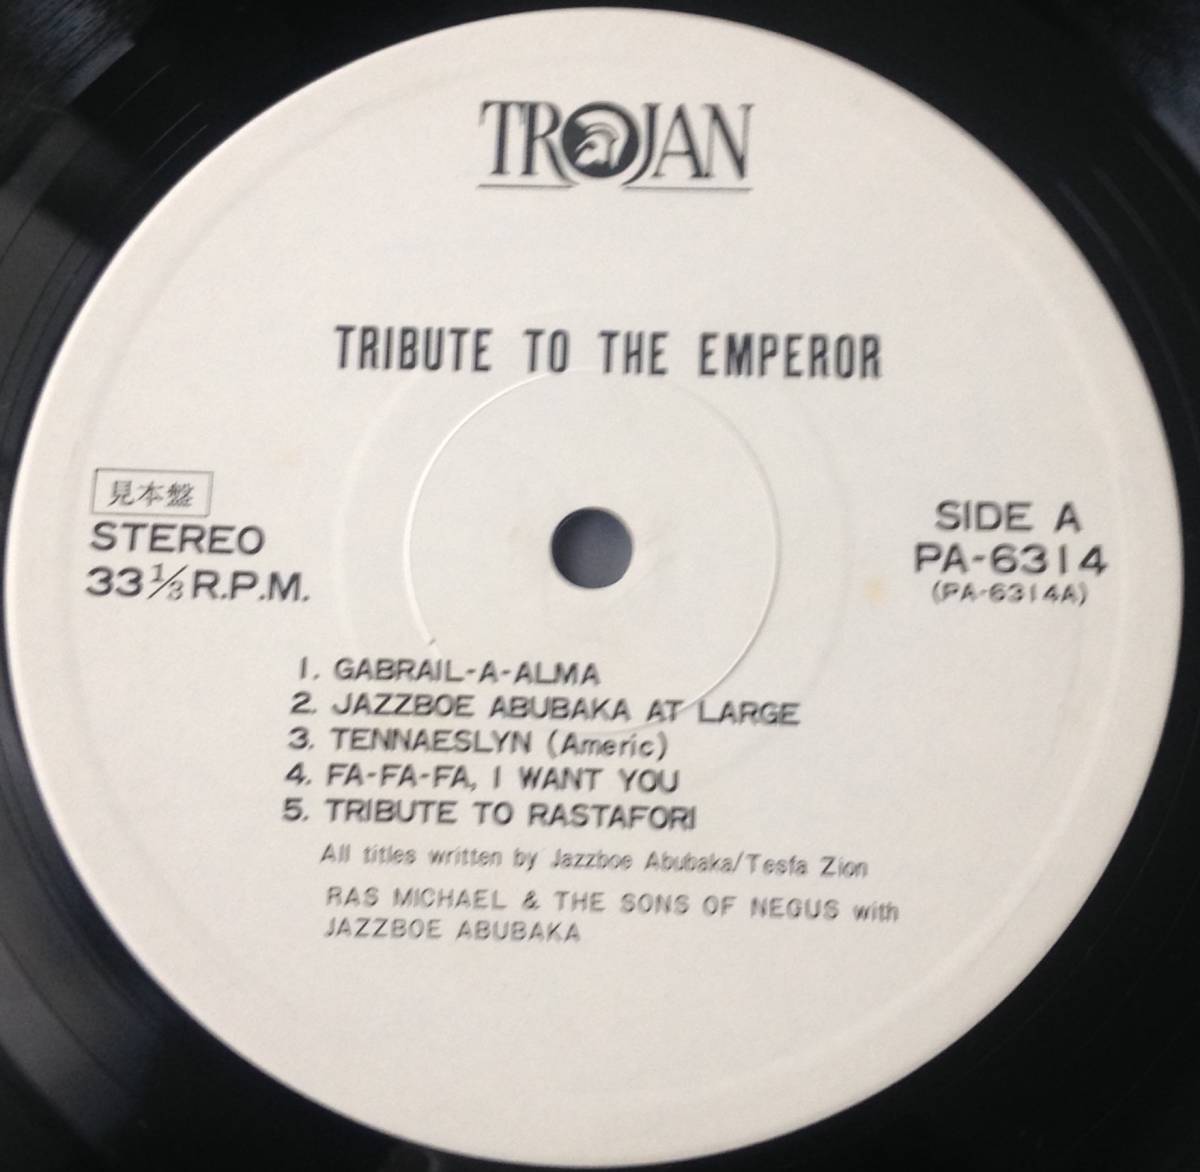 TROJAN
TRIBUTE TO THE EMPEROR
見本盤
STEREO
33 1/3 R.P.M.
SIDE A
PA-6314
(PA-6314A)
1. GABRAIL-A-ALMA
2. JAZZBOE ABUBAKA AT LARGE
3. TENNAESLYN (Americ)
4. FA-FA-FA, I WANT YOU
5. TRIBUTE TO RASTAFORI
All titles written by Jazzboe Abubaka/Tesfa Zion
RAS MICHAEL & THE SONS OF NEGUS with
JAZZBOE ABUBAKA